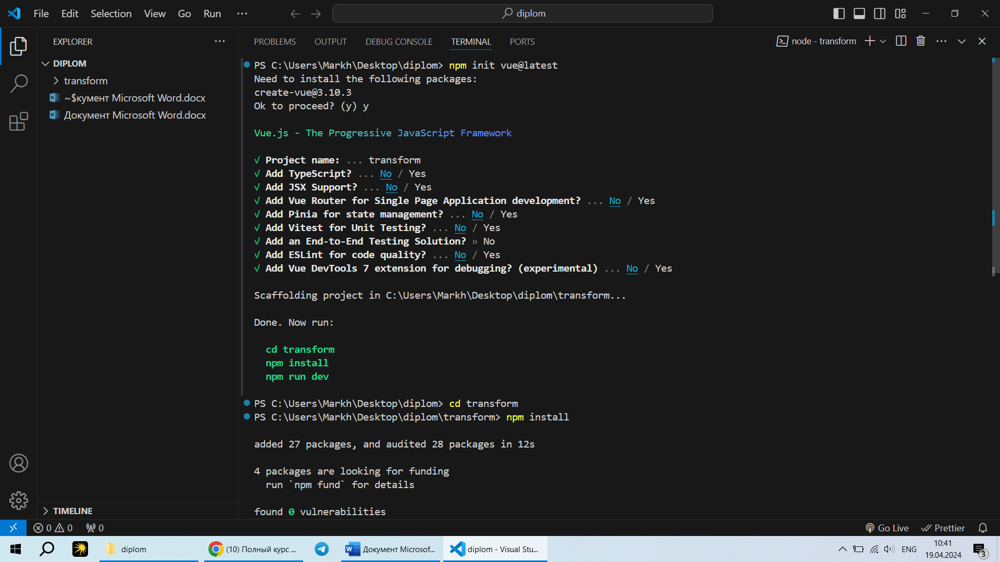 File Edit Selection View Go Run ···
diplom
EXPLORER
DIPLOM
transform
~$кумент Microsoft Word.docx
Документ Microsoft Word.docx
TIMELINE
PROBLEMS OUTPUT DEBUG CONSOLE TERMINAL PORTS
node - transform
PS C:\Users\Markh\Desktop\diplom> npm init vue@latest
Need to install the following packages:
create-vue@3.10.3
Ok to proceed? (y) y
Vue.js - The Progressive JavaScript Framework
√ Project name: ... transform
√ Add TypeScript? ... No / Yes
√ Add JSX Support? ... No / Yes
√ Add Vue Router for Single Page Application development? ... No / Yes
√ Add Pinia for state management? ... No / Yes
√ Add Vitest for Unit Testing? ... No / Yes
√ Add an End-to-End Testing Solution? » No
√ Add ESLint for code quality? ... No / Yes
√ Add Vue DevTools 7 extension for debugging? (experimental) ... No / Yes
Scaffolding project in C:\Users\Markh\Desktop\diplom\transform...
Done. Now run:
cd transform
npm install
npm run dev
PS C:\Users\Markh\Desktop\diplom> cd transform
PS C:\Users\Markh\Desktop\diplom\transform> npm install
added 27 packages, and audited 28 packages in 12s
4 packages are looking for funding
run `npm fund` for details
found 0 vulnerabilities
0 0 0
Go Live Prettier
diplom
(10) Полный курс ...
Документ Microsof...
diplom - Visual Stu...
ENG
10:41
19.04.2024
3